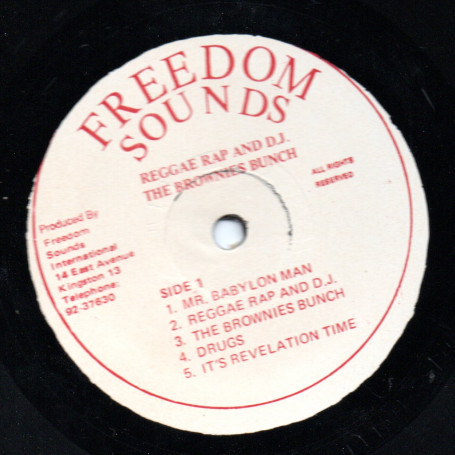 FREEDOM
SOUNDS
REGGAE RAP AND D.J.
THE BROWNIES BUNCH
ALL RIGHTS
RESERVED
Produced By
Freedom
Sounds
International
14 East Avenue
Kingston 13
Telephone:
92-37630
SIDE 1
1. MR. BABYLON MAN
2. REGGAE RAP AND D.J.
3. THE BROWNIES BUNCH
4. DRUGS
5. IT'S REVELATION TIME